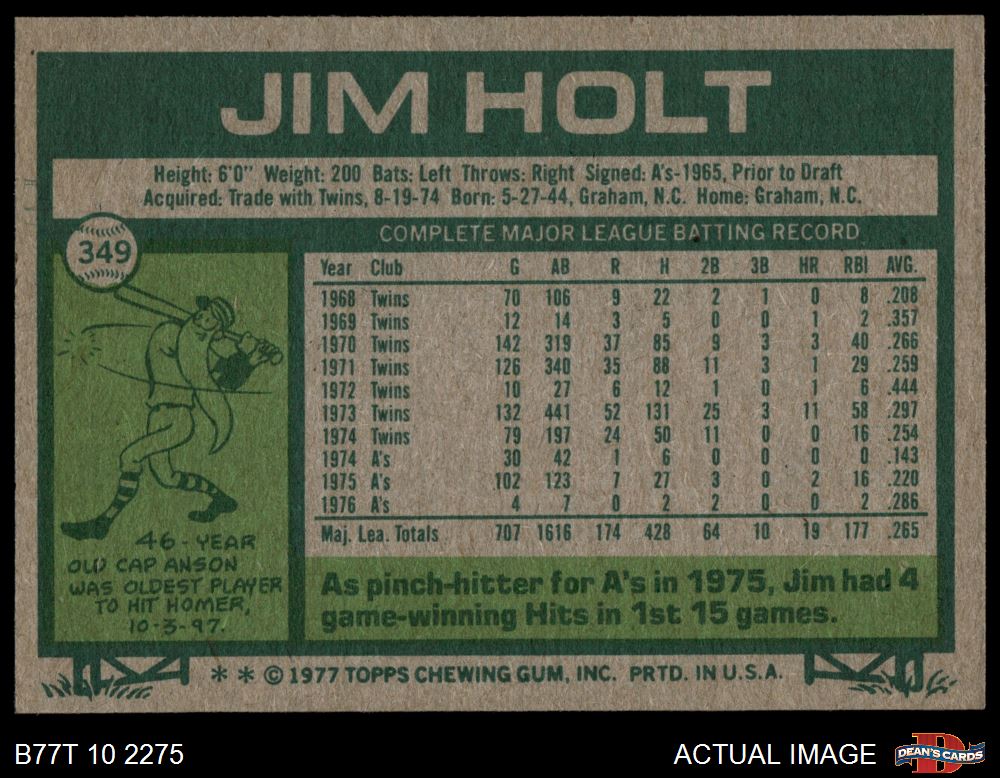 JIM HOLT
Height: 6'0" Weight: 200 Bats: Left Throws: Right Signed: A's-1965, Prior to Draft
Acquired: Trade with Twins, 8-19-74 Born: 5-27-44, Graham, N.C. Home: Graham, N.C.
349
COMPLETE MAJOR LEAGUE BATTING RECORD
Year Club G AB R H 2B 3B HR RBI AVG.
1968 Twins 70 106 9 22 2 1 0 8 .208
1969 Twins 12 14 3 5 0 0 1 2 .357
1970 Twins 142 319 37 85 9 3 3 40 .266
1971 Twins 126 340 35 88 11 3 1 29 .259
1972 Twins 10 27 6 12 1 0 1 6 .444
1973 Twins 132 441 52 131 25 3 11 58 .297
1974 Twins 79 197 24 50 11 0 0 16 .254
1974 A's 30 42 1 6 0 0 0 0 .143
1975 A's 102 123 7 27 3 0 2 16 .220
1976 A's 4 7 0 2 2 0 0 2 .286
Maj. Lea. Totals 707 1616 174 428 64 10 19 177 .265
46-YEAR
OLD CAP ANSON
WAS OLDEST PLAYER
TO HIT HOMER,
10-3-97.
As pinch-hitter for A's in 1975, Jim had 4
game-winning Hits in 1st 15 games.
* * © 1977 TOPPS CHEWING GUM, INC. PRTD. IN U.S.A.
B77T 10 2275
ACTUAL IMAGE
DEAN'S CARDS